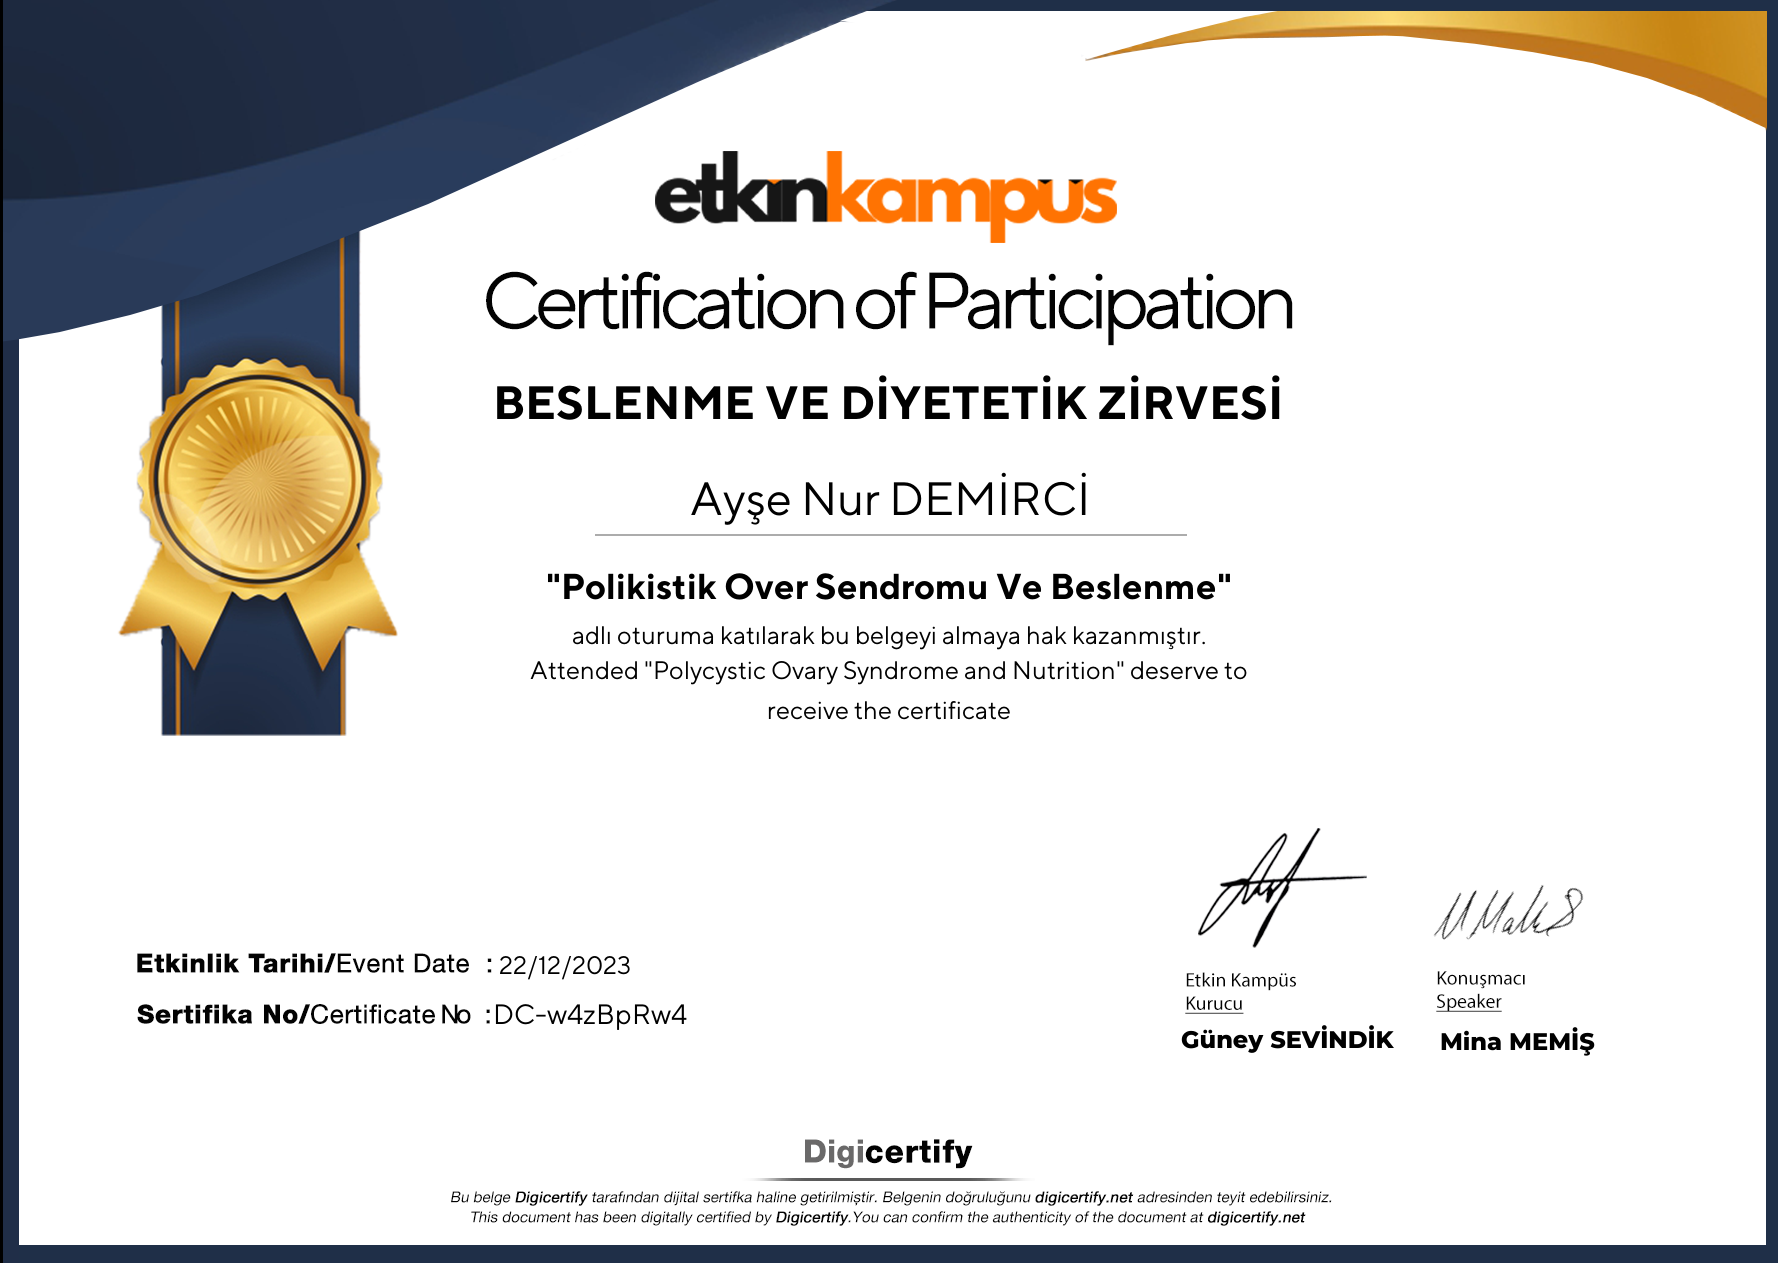 etkinkampüs
Certification of Participation
BESLENME VE DİYETETİK ZİRVESİ
Ayşe Nur DEMİRCİ
"Polikistik Over Sendromu Ve Beslenme"
adlı oturuma katılarak bu belgeyi almaya hak kazanmıştır.
Attended "Polycystic Ovary Syndrome and Nutrition" deserve to
receive the certificate
Etkinlik Tarihi/Event Date : 22/12/2023
Sertifika No/Certificate No :DC-w4zBpRw4
Etkin Kampüs
Kurucu
Güney SEVİNDİK
Konuşmacı
Speaker
Mina MEMİŞ
Digicertify
Bu belge Digicertify tarafından dijital sertifka haline getirilmiştir. Belgenin doğruluğunu digicertify.net adresinden teyit edebilirsiniz.
This document has been digitally certified by Digicertify.You can confirm the authenticity of the document at digicertify.net